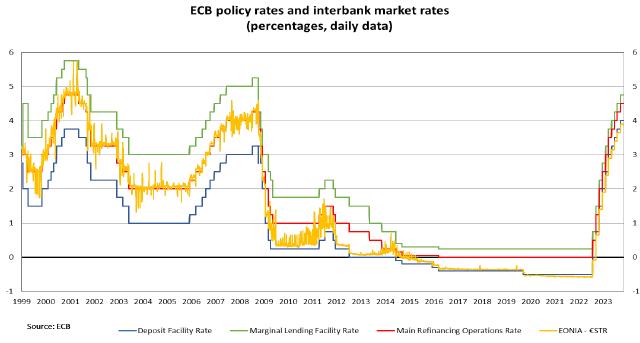 ECB policy rates and interbank market rates
(percentages, daily data)
6 6
5 5
4 4
3 3
2 2
1 1
0 0
-1 -1
1999 2000 2001 2002 2003 2004 2005 2006 2007 2008 2009 2010 2011 2012 2013 2014 2015 2016 2017 2018 2019 2020 2021 2022 2023
Source: ECB
Deposit Facility Rate Marginal Lending Facility Rate Main Refinancing Operations Rate EONIA - €STR